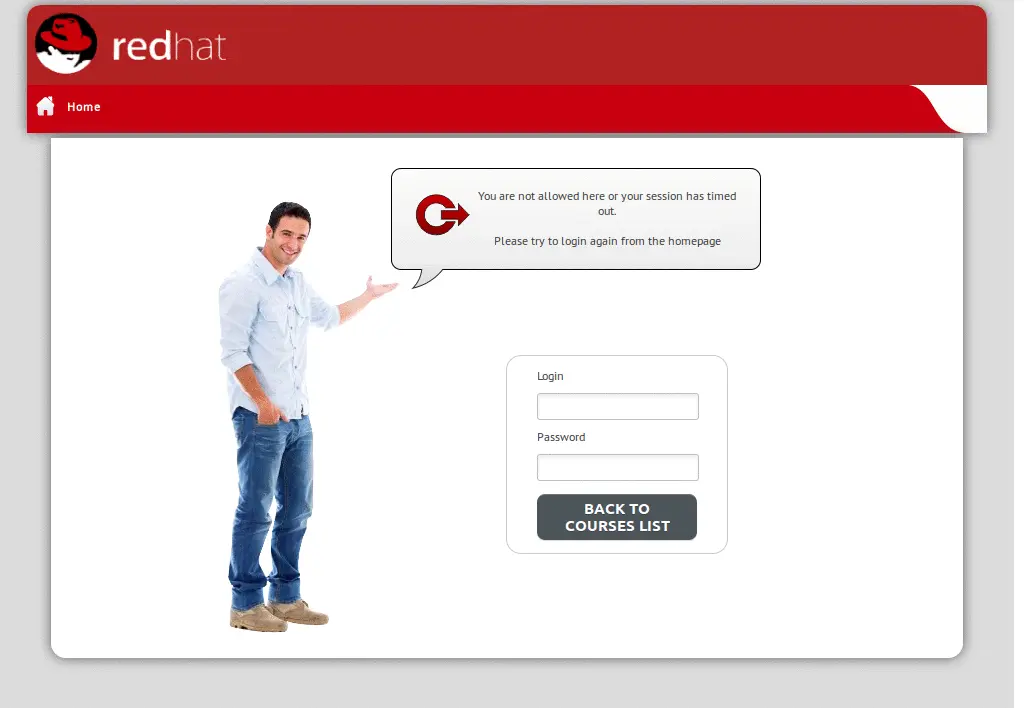 redhat
Home
You are not allowed here or your session has timed
out.
Please try to login again from the homepage
Login
Password
BACK TO
COURSES LIST